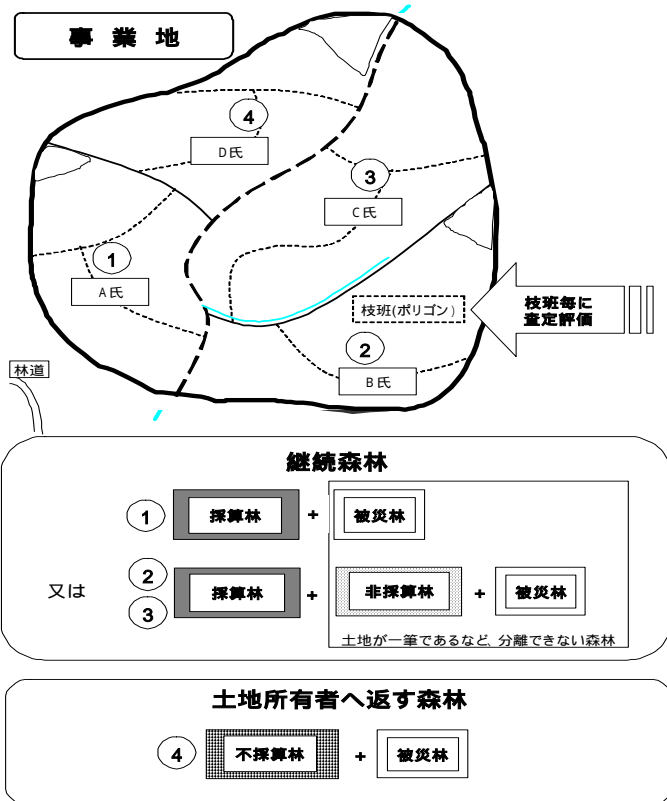 事 業 地
4
D氏
3
C氏
1
A氏
枝班(ポリゴン)
枝班毎に
査定評価
2
B氏
林道
継続森林
1 採算林 + 被災林
又は 2 3 採算林 + 非採算林 + 被災林
土地が一筆であるなど、分離できない森林
土地所有者へ返す森林
4 不採算林 + 被災林